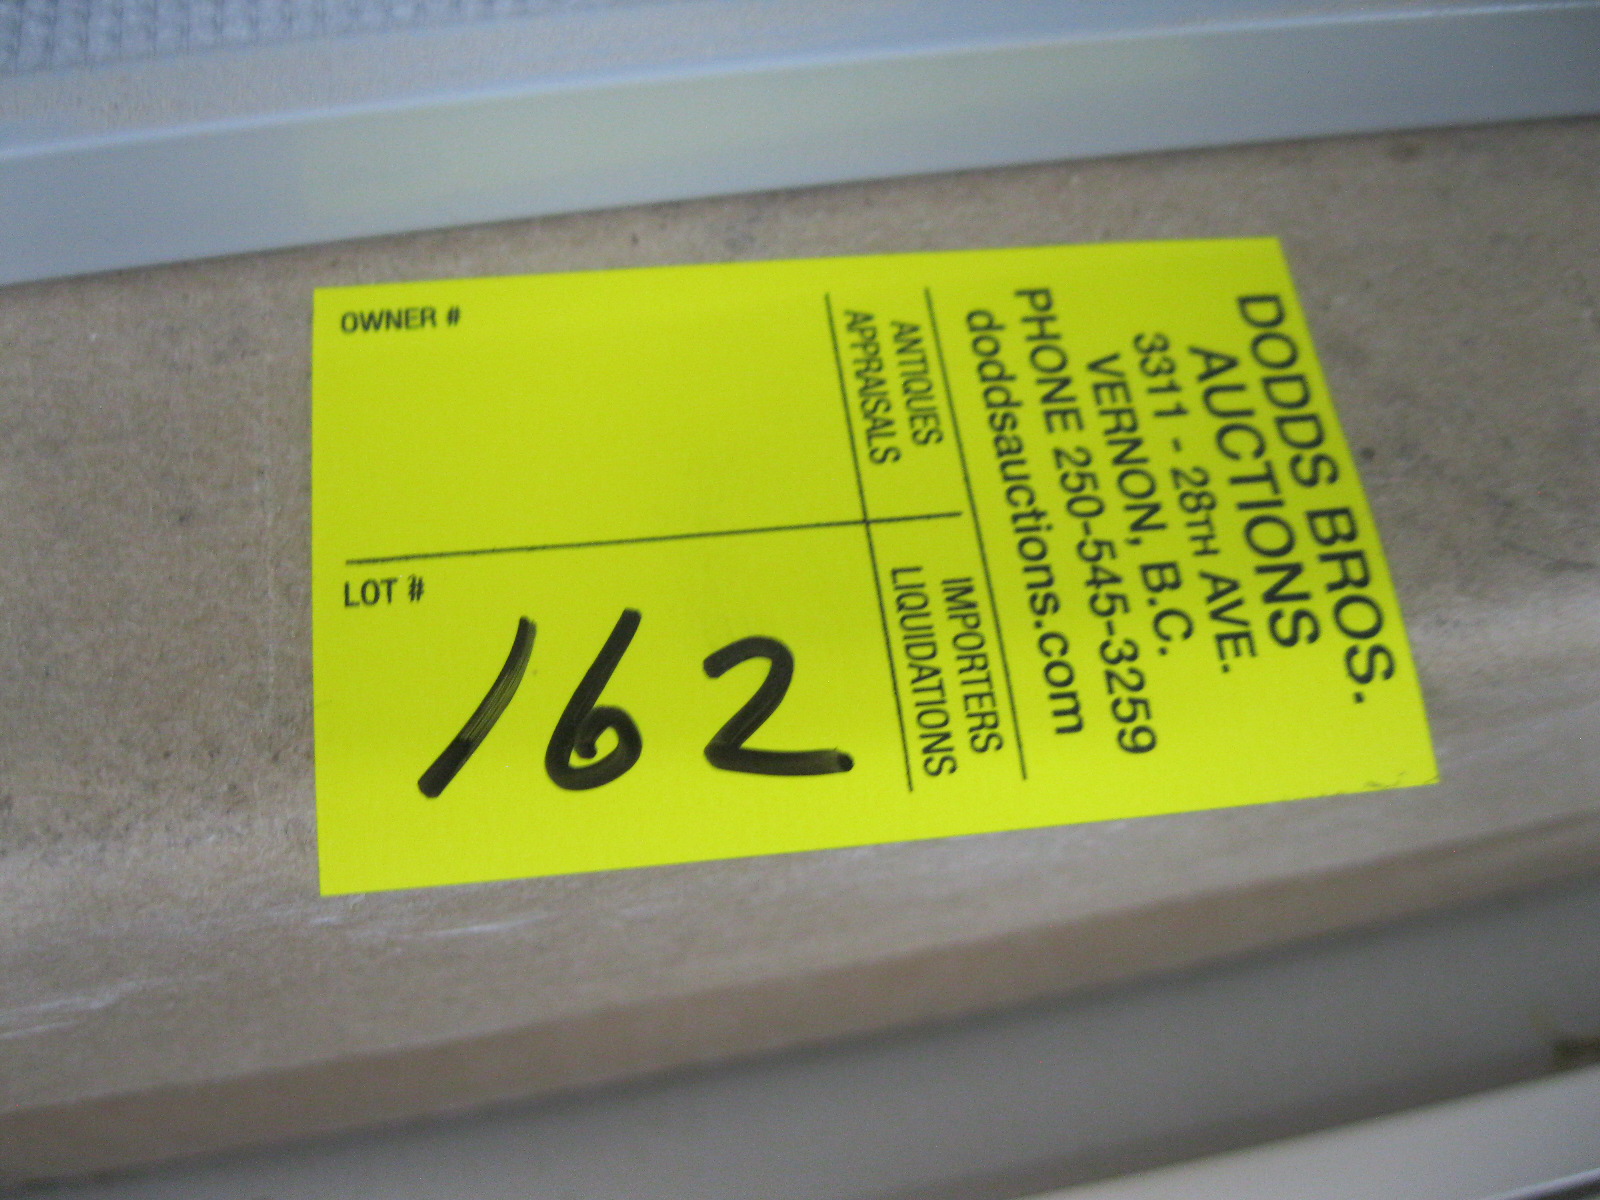 DODDS BROS.
AUCTIONS
3311 - 28TH AVE.
VERNON, B.C.
PHONE 250-545-3259
doddsauctions.com
ANTIQUES
APPRAISALS
IMPORTERS
LIQUIDATIONS
OWNER #
LOT #
162